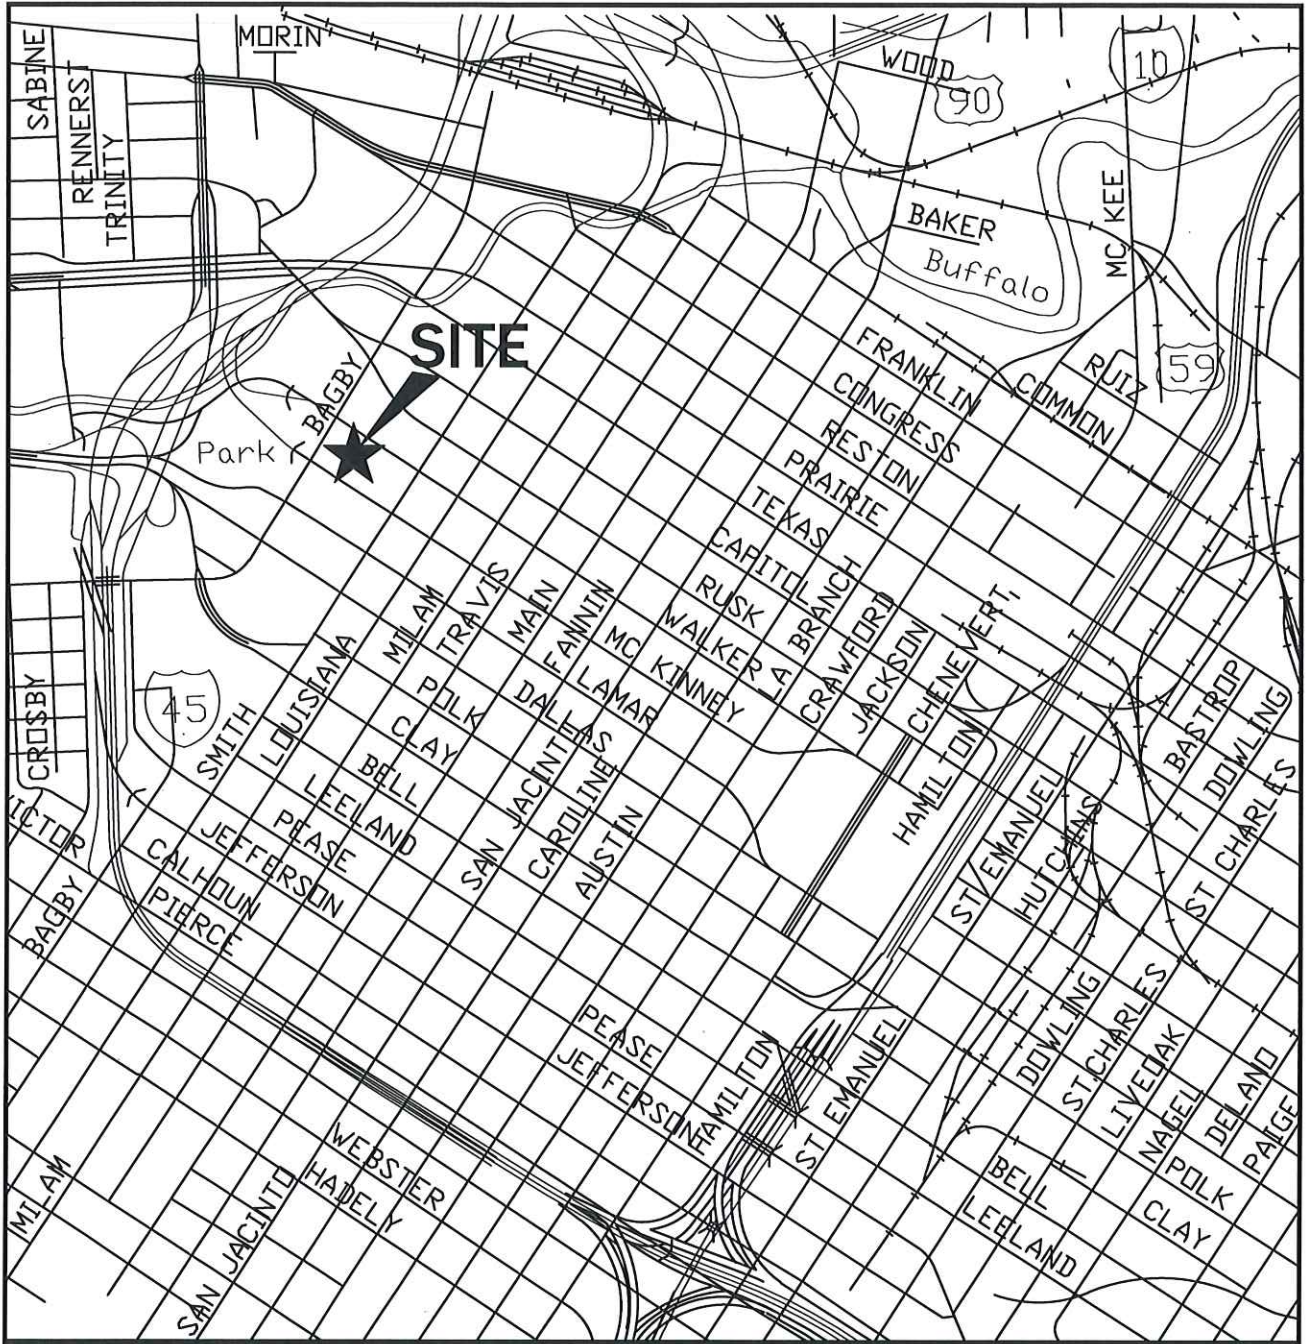 MORIN
WOOD
10
90
SABINE
RENNERST
TRINITY
BAKER
MC KEE
Buffalo
SITE
BAGBY
Park
FRANKLIN
RUIZ
59
COMMON
CONGRESS
RESTON
PRAIRIE
TEXAS
CAPITOL
RUSK
WALKER
MC KINNEY
LAMAR
DALLAS
LA BRANCH
CRAWFORD
JACKSON
CHENEVERT,
HAMILTON
MILAM
TRAVIS
MAIN
FANNIN
POLK
CLAY
BELL
LEELAND
PEASE
JEFFERSON
CALHOUN
PIERCE
45
CROSBY
SMITH
LOUISIANA
SAN JACINTO
CAROLINE
AUSTIN
ST/EMANUEL
HUTCHIAS
BASTROP
DOWLING
ST CHARLES
VICTOR
BAGBY
PEASE
JEFFERSON
HAMILTON
ST EMANUEL
DOWLING
ST.CHARLES
LIVEOAK
NAGEL
DELANO
PAIGE
POLK
CLAY
BELL
LEELAND
WEBSTER
HADELY
MILAM
SAN JACINTO